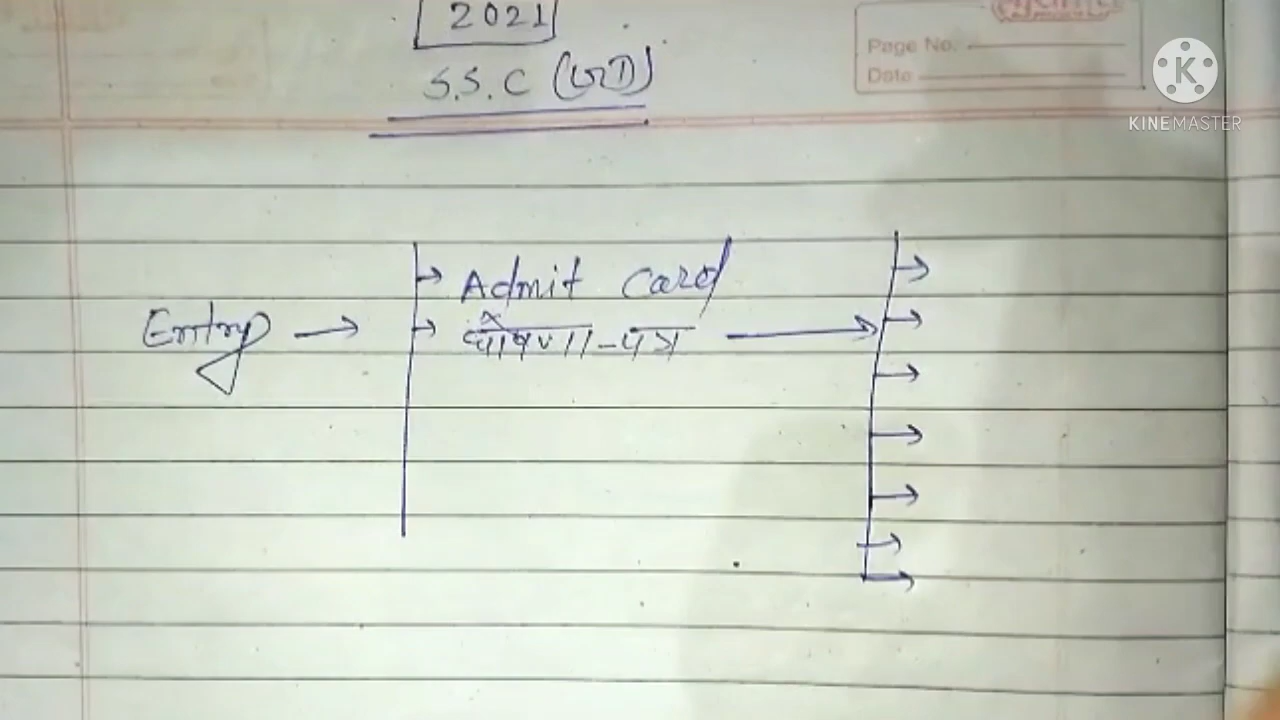 2021
S.S.C (GD)
Page No.
Date
KINEMASTER
Admit Card
Entry
घोषणा-पत्र